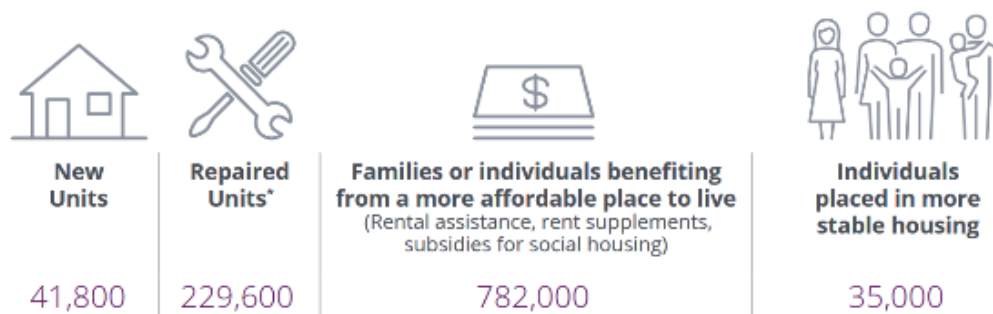 $
New
Units
41,800
Repaired
Units*
229,600
Families or individuals benefiting
from a more affordable place to live
(Rental assistance, rent supplements,
subsidies for social housing)
782,000
Individuals
placed in more
stable housing
35,000